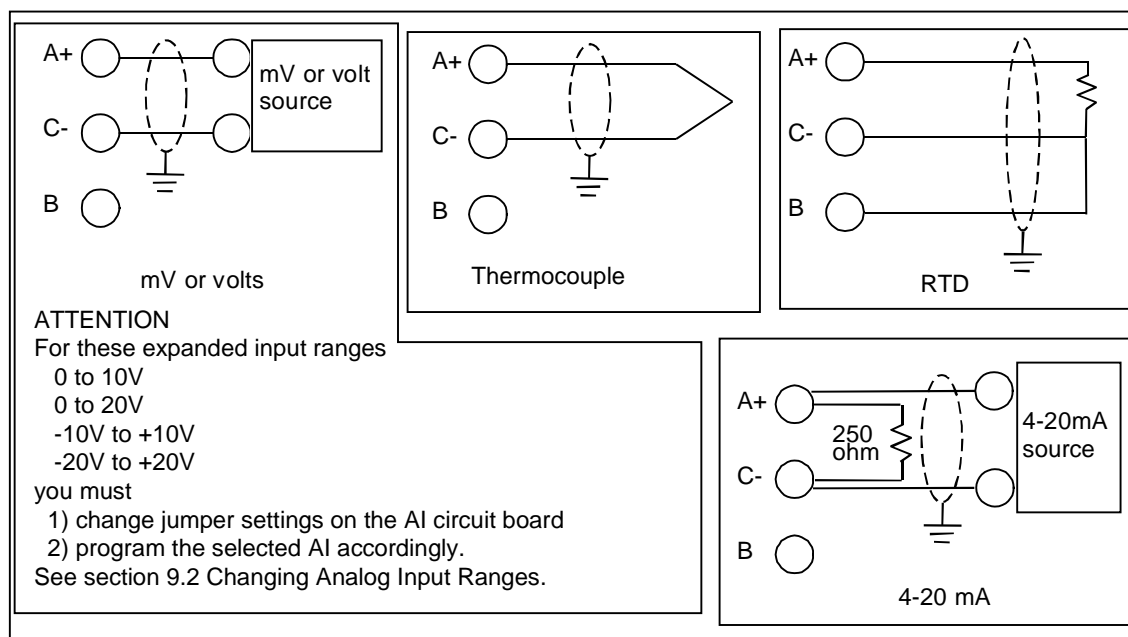 A+
C-
B
mV or volt
source
mV or volts
ATTENTION
For these expanded input ranges
0 to 10V
0 to 20V
-10V to +10V
-20V to +20V
you must
1) change jumper settings on the AI circuit board
2) program the selected AI accordingly.
See section 9.2 Changing Analog Input Ranges.
A+
C-
B
Thermocouple
A+
C-
B
RTD
A+
C-
B
250
ohm
4-20mA
source
4-20 mA